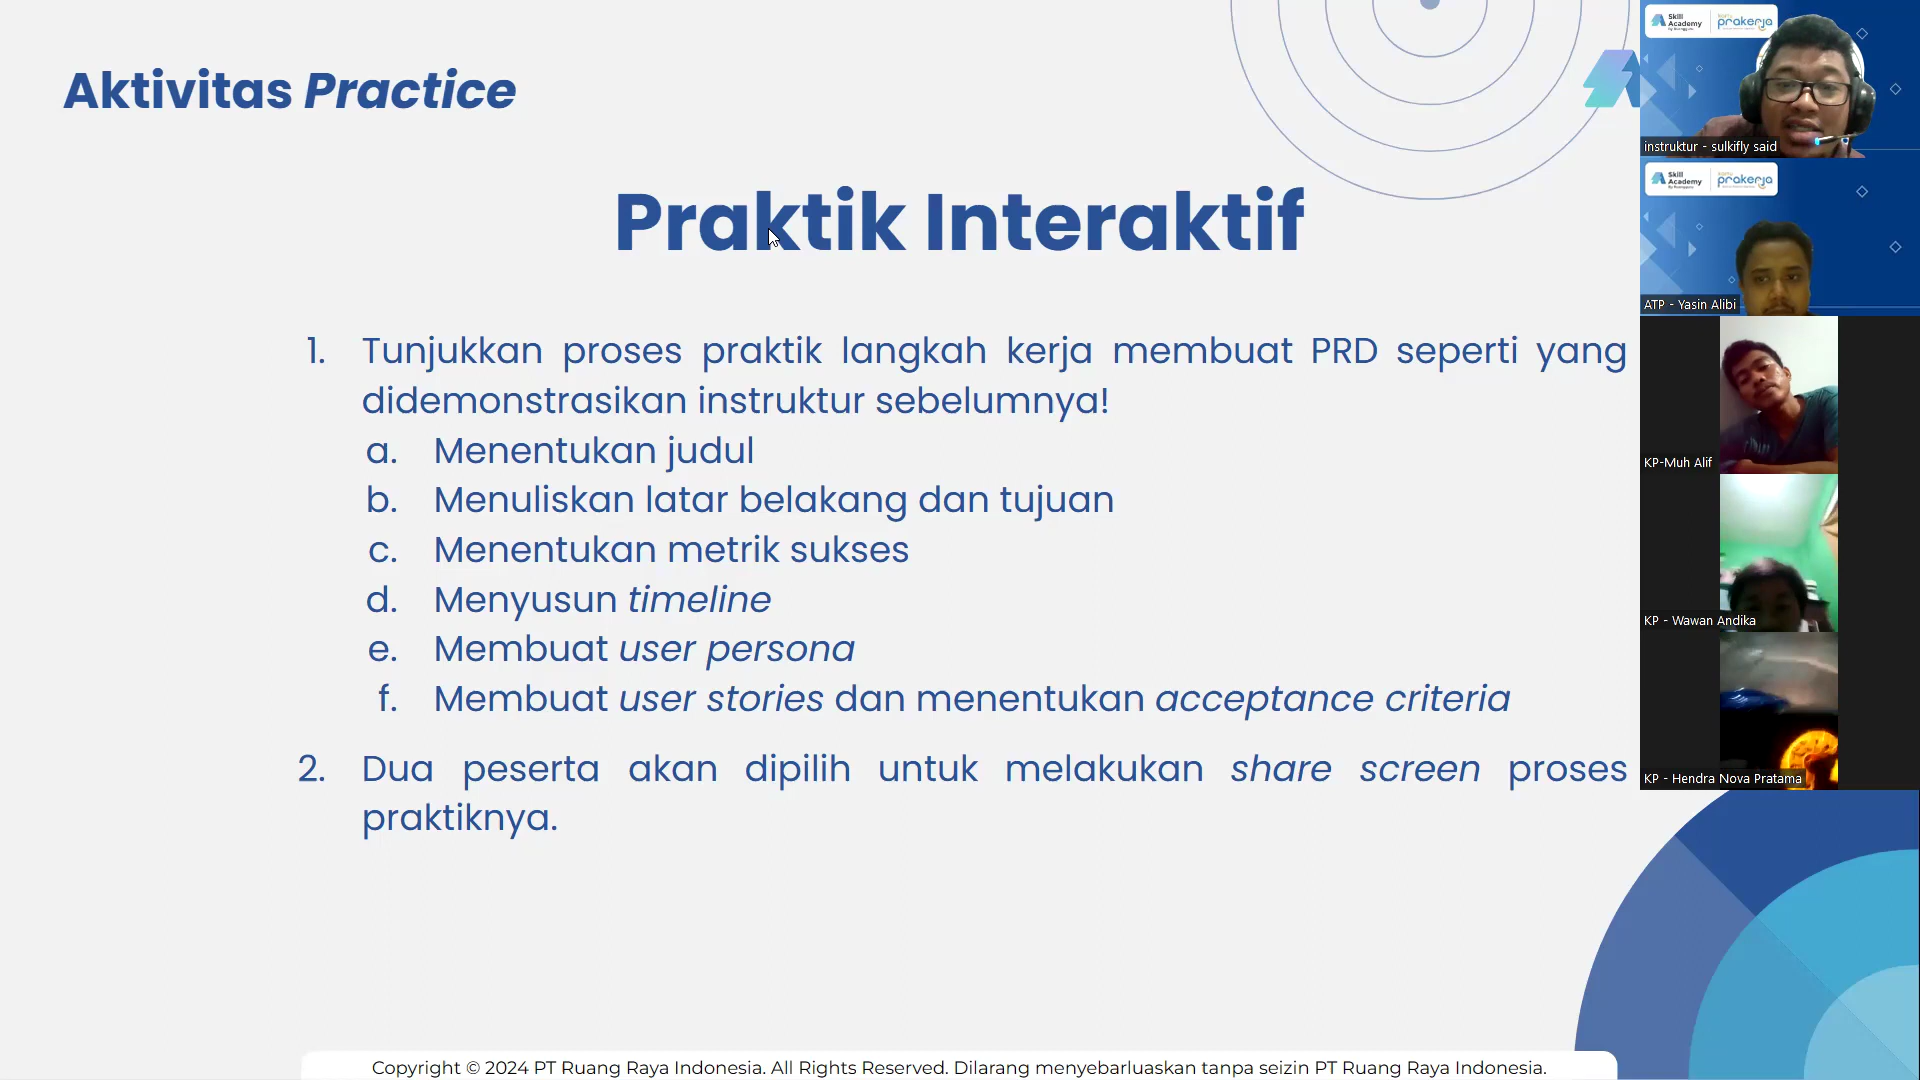 Aktivitas Practice
Praktik Interaktif
1. Tunjukkan proses praktik langkah kerja membuat PRD seperti yang
didemonstrasikan instruktur sebelumnya!
a. Menentukan judul
b. Menuliskan latar belakang dan tujuan
c. Menentukan metrik sukses
d. Menyusun timeline
e. Membuat user persona
f. Membuat user stories dan menentukan acceptance criteria
2. Dua peserta akan dipilih untuk melakukan share screen proses
praktiknya.
Copyright © 2024 PT Ruang Raya Indonesia. All Rights Reserved. Dilarang menyebarluaskan tanpa seizin PT Ruang Raya Indonesia.
Skill
Academy
prakerja
instruktur - sulkifly said
Skill
Academy
prakerja
ATP - Yasin Alibi
KP-Muh Alif
KP - Wawan Andika
KP - Hendra Nova Pratama